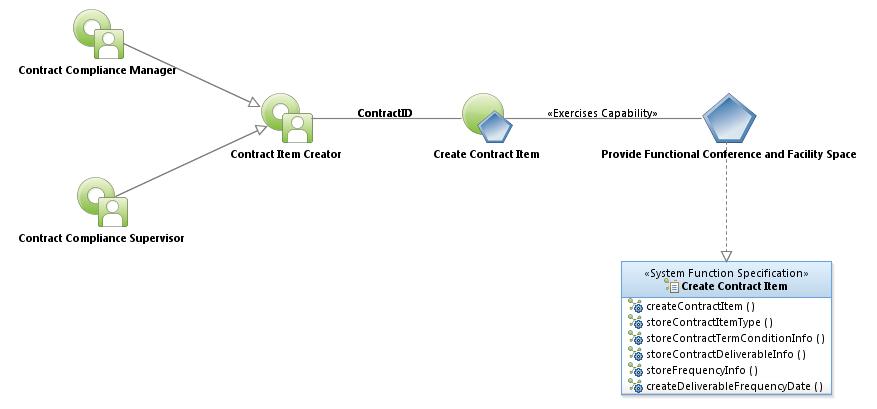 Contract Compliance Manager
Contract Item Creator
ContractID
Create Contract Item
«Exercises Capability»
Provide Functional Conference and Facility Space
Contract Compliance Supervisor
«System Function Specification»
Create Contract Item
createContractItem ( )
storeContractItemType ( )
storeContractTermConditionInfo ( )
storeContractDeliverableInfo ( )
storeFrequencyInfo ( )
createDeliverableFrequencyDate ( )